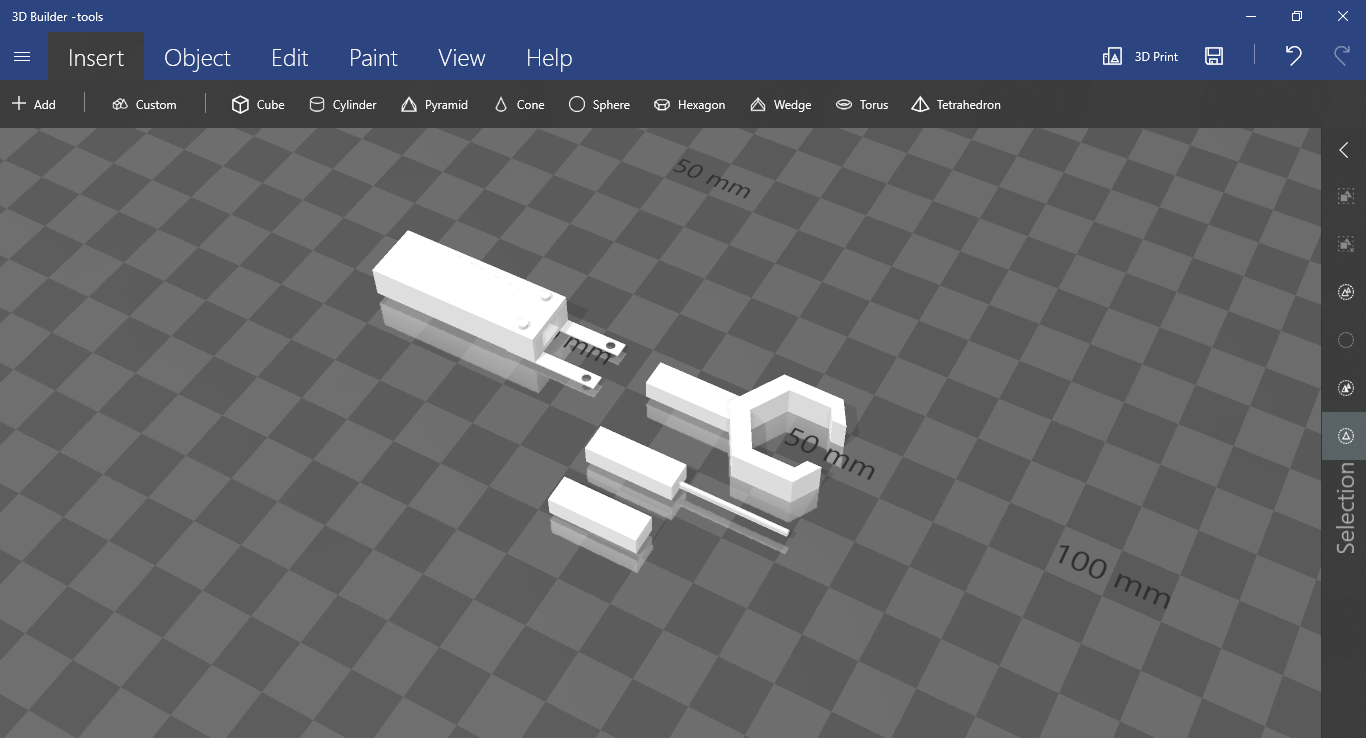 3D Builder -tools
Insert Object Edit Paint View Help 3D Print
Add Custom Cube Cylinder Pyramid Cone Sphere Hexagon Wedge Torus Tetrahedron
50 mm
mm
50 mm
100 mm
Selection